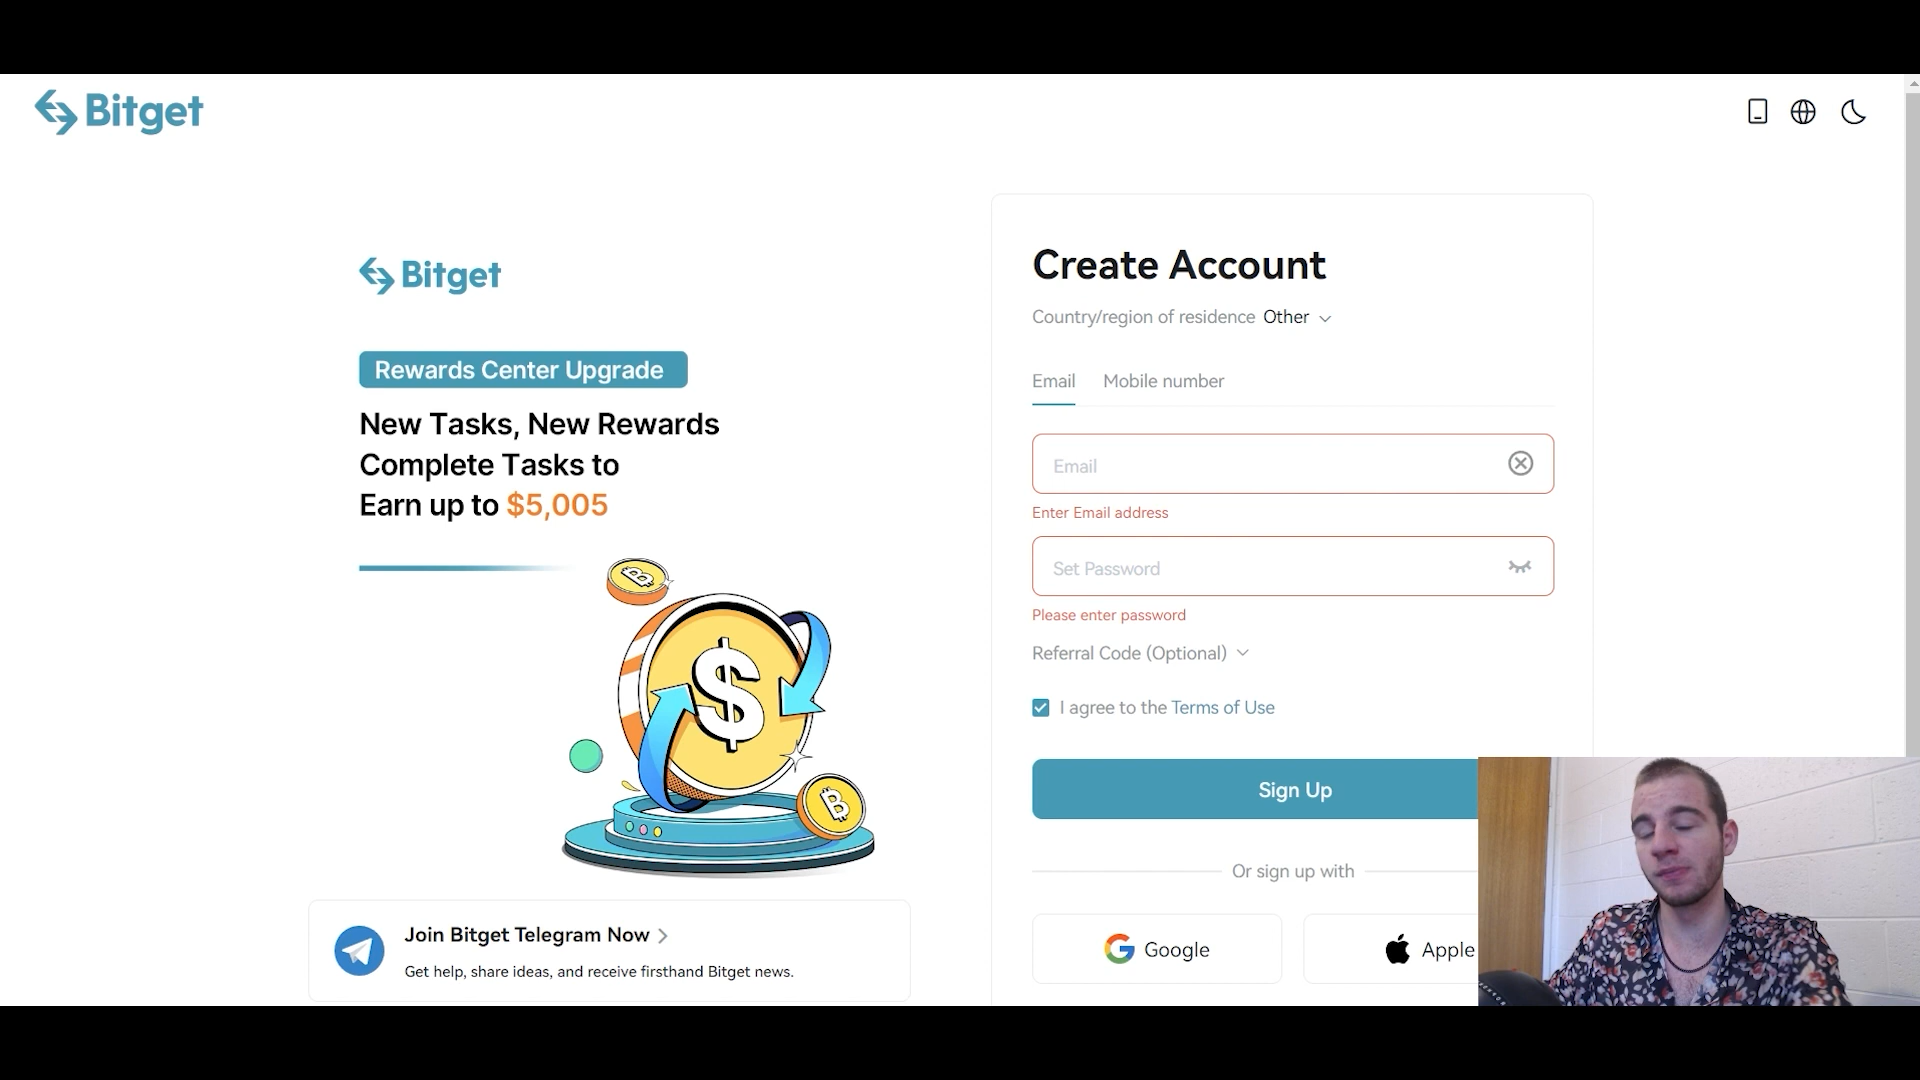 Bitget
Bitget
Rewards Center Upgrade
New Tasks, New Rewards
Complete Tasks to
Earn up to $5,005
Join Bitget Telegram Now
Get help, share ideas, and receive firsthand Bitget news.
Create Account
Country/region of residence Other
Email Mobile number
Email
Enter Email address
Set Password
Please enter password
Referral Code (Optional)
I agree to the Terms of Use
Sign Up
Or sign up with
Google Apple